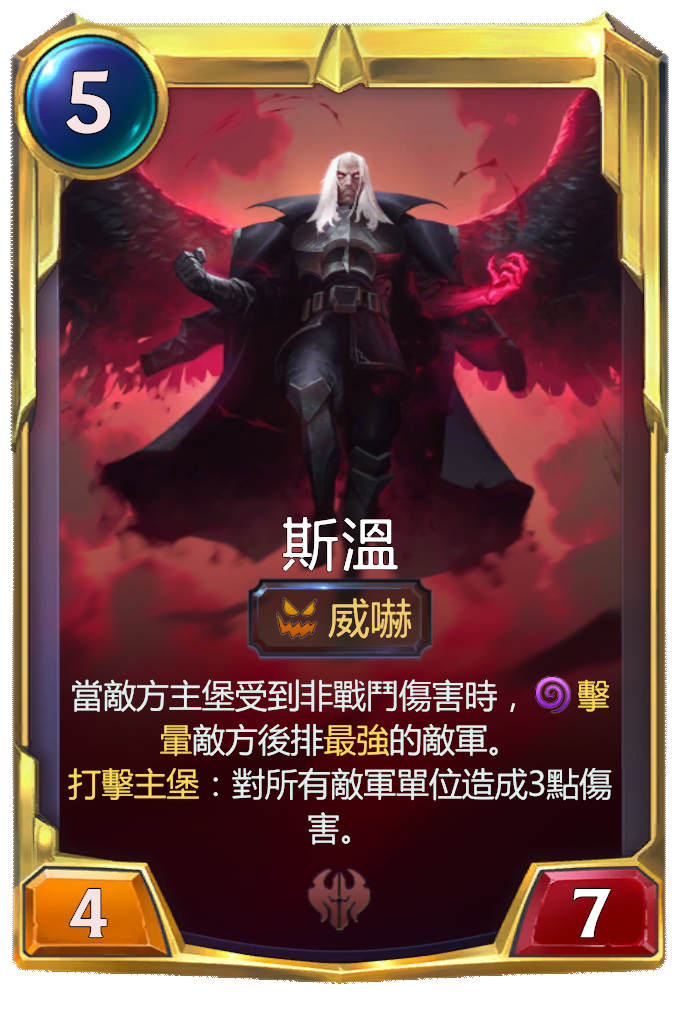 5
斯溫
威嚇
當敵方主堡受到非戰鬥傷害時，擊
暈敵方後排最強的敵軍。
打擊主堡：對所有敵軍單位造成3點傷
害。
4
7